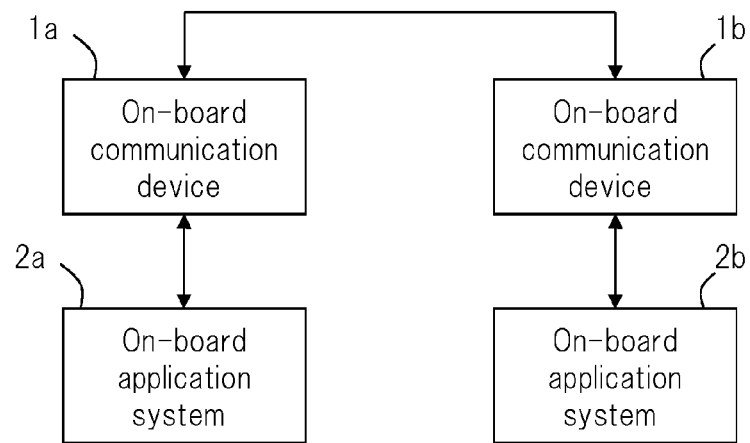 1a
1b
On-board
communication
device
On-board
communication
device
2a
2b
On-board
application
system
On-board
application
system